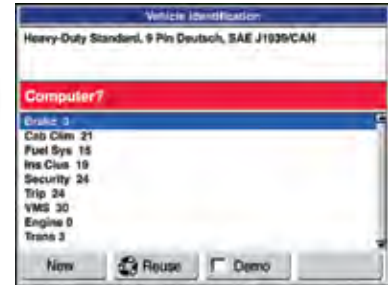 Vehicle Identification
Heavy-Duty Standard, 9 Pin Deutsch, SAE J1939/CAN
Computer?
Brake 3
Cab Clim 21
Fuel Sys 15
Ins Clus 19
Security 24
Trip 24
VMS 30
Engine 0
Trans 3
New
Reuse
Demo